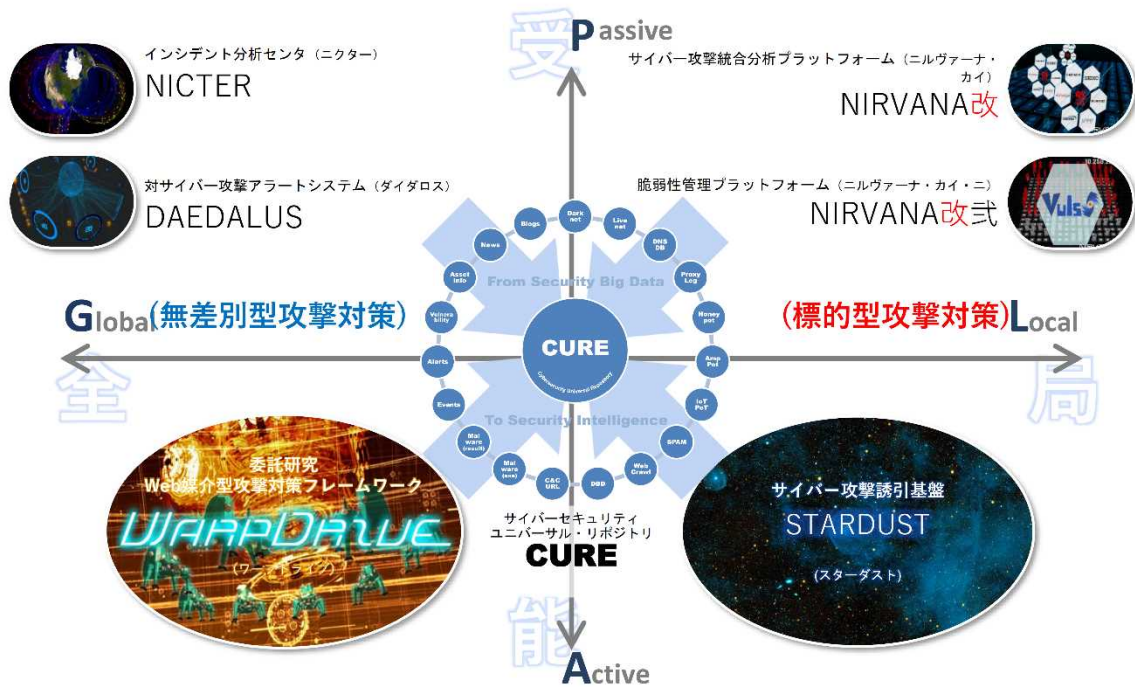 受
Passive
インシデント分析センタ（ニクター）
NICTER
対サイバー攻撃アラートシステム（ダイダロス）
DAEDALUS
サイバー攻撃統合分析プラットフォーム（ニルヴァーナ・
カイ）
NIRVANA改
脆弱性管理プラットフォーム（ニルヴァーナ・カイ・ニ）
NIRVANA改弐
Vuls
Global(無差別型攻撃対策)
(標的型攻撃対策)Local
全
局
From Security Big Data
CURE
Cybersecurity Universal Repository
To Security Intelligence
Dark
net
Live
net
DNS
DB
Proxy
Log
Honey
pot
Amp
Pot
IoT
PoT
SPAM
Web
Crawl
DBD
C&C
URL
Mal
ware
Mal
ware
(result)
Events
Alerts
Vulnera
bility
Asset
Info
News
Blogs
委託研究
Web媒介型攻撃対策フレームワーク
WARPDRIVE
(ワープドライブ)
サイバーセキュリティ
ユニバーサル・リポジトリ
CURE
サイバー攻撃誘引基盤
STARDUST
(スターダスト)
能
Active